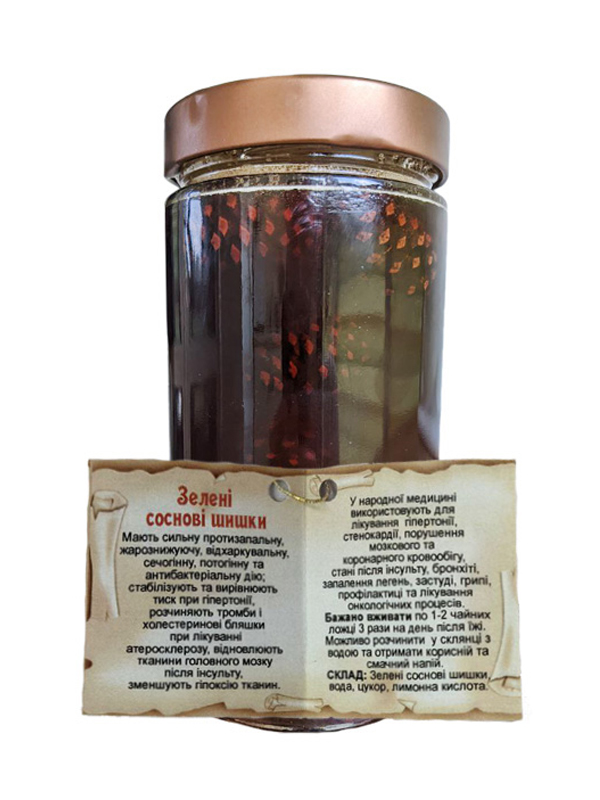 Зелені
соснові шишки
Мають сильну протизапальну,
жарознижуючу, відхаркувальну,
сечогінну, потогінну та
антибактеріальну дію;
стабілізують та вирівнюють
тиск при гіпертонії,
розчиняють тромби і
холестеринові бляшки
при лікуванні
атеросклерозу, відновлюють
тканини головного мозку
після інсульту,
зменшують гіпоксію тканин.
У народної медицині
використовують для
лікування гіпертонії,
стенокардії, порушення
мозкового та
коронарного кровообігу,
стані після інсульту, бронхіті,
запалення легень, застуді, грипі,
профілактиці та лікування
онкологічних процесів.
Бажано вживати по 1-2 чайних
ложці 3 рази на день після їжі.
Можливо розчинити у склянці з
водою та отримати корисній та
смачний напій.
СКЛАД: Зелені соснові шишки,
вода, цукор, лимонна кислота.